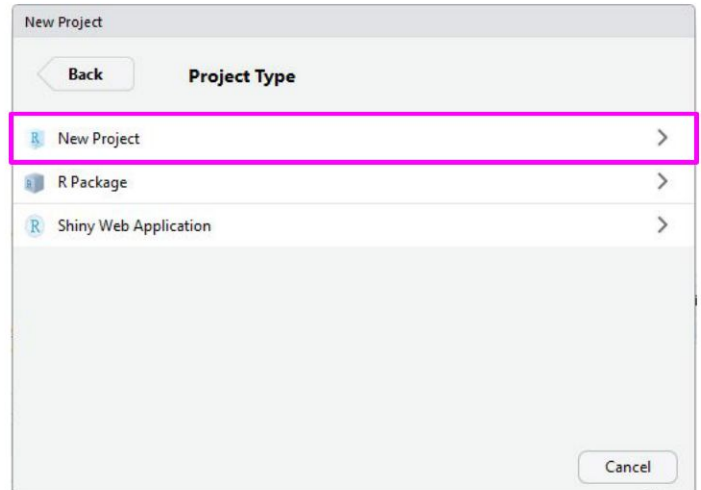 New Project
Back
Project Type
New Project
R Package
Shiny Web Application
Cancel